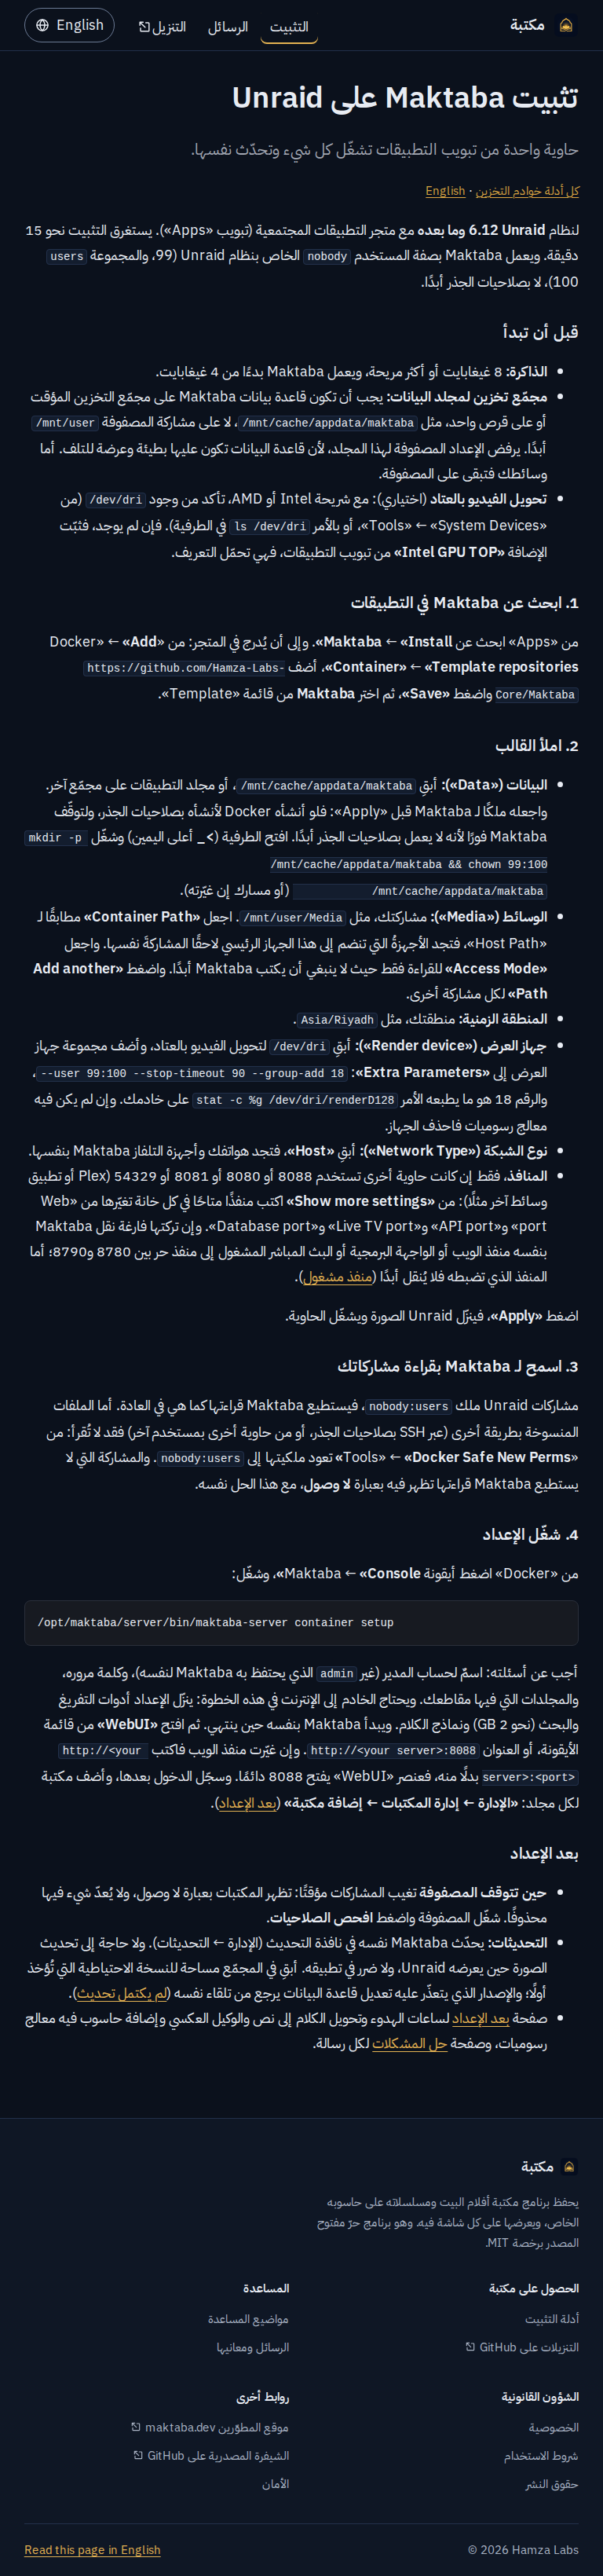 مكتبة
التثبيت
الرسائل
التنزيل
English
تثبيت Maktaba على Unraid
حاوية واحدة من تبويب التطبيقات تشغّل كل شيء وتحدّث نفسها.
كل أدلة خوادم التخزين · English
لنظام Unraid 6.12 وما بعده مع متجر التطبيقات المجتمعية (تبويب «Apps»). يستغرق التثبيت نحو 15
دقيقة. ويعمل Maktaba بصفة المستخدم nobody الخاص بنظام Unraid (99، والمجموعة users
100)، لا بصلاحيات الجذر أبدًا.
قبل أن تبدأ
الذاكرة: 8 غيغابايت أو أكثر مريحة، ويعمل Maktaba بدءًا من 4 غيغابايت.
مجمّع تخزين لمجلد البيانات: يجب أن تكون قاعدة بيانات Maktaba على مجمّع التخزين المؤقت
أو على قرص واحد، مثل /mnt/cache/appdata/maktaba، لا على مشاركة المصفوفة /mnt/user
أبدًا. يرفض الإعداد المصفوفة لهذا المجلد، لأن قاعدة البيانات تكون عليها بطيئة وعرضة للتلف. أما
وسائطك فتبقى على المصفوفة.
تحويل الفيديو بالعتاد (اختياري): مع شريحة Intel أو AMD، تأكد من وجود /dev/dri (من
«Tools» ← «System Devices»، أو بالأمر ls /dev/dri في الطرفية). فإن لم يوجد، فثبّت
الإضافة «Intel GPU TOP» من تبويب التطبيقات، فهي تحمّل التعريف.
1. ابحث عن Maktaba في التطبيقات
من «Apps» ابحث عن Maktaba ← «Install». وإلى أن يُدرج في المتجر: من «Docker» ← «Add
Container» ← «Template repositories»، أضف https://github.com/Hamza-Labs-
Core/Maktaba واضغط «Save»، ثم اختر Maktaba من قائمة «Template».
2. املأ القالب
البيانات («Data»): أبقِ /mnt/cache/appdata/maktaba، أو مجلد التطبيقات على مجمّع آخر.
واجعله ملكًا لـ Maktaba قبل «Apply»: فلو أنشأه Docker لأنشأه بصلاحيات الجذر، ولتوقّف
Maktaba فورًا لأنه لا يعمل بصلاحيات الجذر أبدًا. افتح الطرفية (>_ أعلى اليمين) وشغّل mkdir -p
/mnt/cache/appdata/maktaba && chown 99:100
/mnt/cache/appdata/maktaba (أو مسارك إن غيّرته).
الوسائط («Media»): مشاركتك، مثل /mnt/user/Media. اجعل «Container Path» مطابقًا لـ
«Host Path»، فتجد الأجهزةُ التي تنضم إلى هذا الجهاز الرئيسي لاحقًا المشاركةَ نفسها. واجعل
«Access Mode» للقراءة فقط حيث لا ينبغي أن يكتب Maktaba أبدًا. واضغط «Add another
Path» لكل مشاركة أخرى.
المنطقة الزمنية: منطقتك، مثل Asia/Riyadh.
جهاز العرض («Render device»): أبقِ /dev/dri لتحويل الفيديو بالعتاد، وأضف مجموعة جهاز
العرض إلى «Extra Parameters»: --user 99:100 --stop-timeout 90 --group-add 18،
والرقم 18 هو ما يطبعه الأمر stat -c %g /dev/dri/renderD128 على خادمك. وإن لم يكن فيه
معالج رسوميات فاحذف الجهاز.
نوع الشبكة («Network Type»): أبقِ «Host»، فتجد هواتفك وأجهزة التلفاز Maktaba بنفسها.
المنافذ، فقط إن كانت حاوية أخرى تستخدم 8088 أو 8080 أو 8081 أو 54329 (Plex أو تطبيق
وسائط آخر مثلًا): من «Show more settings» اكتب منفذًا متاحًا في كل خانة تغيّرها من «Web
port» و«API port» و«Live TV port» و«Database port». وإن تركتها فارغة نقل Maktaba
بنفسه منفذ الويب أو الواجهة البرمجية أو البث المباشر المشغول إلى منفذ حر بين 8780 و8790؛ أما
المنفذ الذي تضبطه فلا يُنقل أبدًا (منفذ مشغول).
اضغط «Apply»، فينزّل Unraid الصورة ويشغّل الحاوية.
3. اسمح لـ Maktaba بقراءة مشاركاتك
مشاركات Unraid ملك nobody:users، فيستطيع Maktaba قراءتها كما هي في العادة. أما الملفات
المنسوخة بطريقة أخرى (عبر SSH بصلاحيات الجذر، أو من حاوية أخرى بمستخدم آخر) فقد لا تُقرأ: من
«Tools» ← «Docker Safe New Perms» تعود ملكيتها إلى nobody:users. والمشاركة التي لا
يستطيع Maktaba قراءتها تظهر فيه بعبارة لا وصول، مع هذا الحل نفسه.
4. شغّل الإعداد
من «Docker» اضغط أيقونة Maktaba ← «Console»، وشغّل:
/opt/maktaba/server/bin/maktaba-server container setup
أجب عن أسئلته: اسمٌ لحساب المدير (غير admin الذي يحتفظ به Maktaba لنفسه)، وكلمة مروره،
والمجلدات التي فيها مقاطعك. ويحتاج الخادم إلى الإنترنت في هذه الخطوة: ينزّل الإعداد أدوات التفريغ
والبحث (نحو 2 GB) ونماذج الكلام. ويبدأ Maktaba بنفسه حين ينتهي. ثم افتح «WebUI» من قائمة
الأيقونة، أو العنوان http://<your server>:8088. وإن غيّرت منفذ الويب فاكتب http://<your
server>:<port> بدلًا منه، فعنصر «WebUI» يفتح 8088 دائمًا. وسجّل الدخول بعدها، وأضف مكتبة
لكل مجلد: «الإدارة ← إدارة المكتبات ← إضافة مكتبة» (بعد الإعداد).
بعد الإعداد
حين تتوقف المصفوفة تغيب المشاركات مؤقتًا: تظهر المكتبات بعبارة لا وصول، ولا يُعدّ شيء فيها
محذوفًا. شغّل المصفوفة واضغط افحص الصلاحيات.
التحديثات: يحدّث Maktaba نفسه في نافذة التحديث (الإدارة ← التحديثات). ولا حاجة إلى تحديث
الصورة حين يعرضه Unraid، ولا ضرر في تطبيقه. أبقِ في المجمّع مساحة للنسخة الاحتياطية التي تُؤخذ
أولًا؛ والإصدار الذي يتعذّر عليه تعديل قاعدة البيانات يرجع من تلقاء نفسه (لم يكتمل تحديث).
صفحة بعد الإعداد لساعات الهدوء وتحويل الكلام إلى نص والوكيل العكسي وإضافة حاسوب فيه معالج
رسوميات، وصفحة حل المشكلات لكل رسالة.
مكتبة
يحفظ برنامج مكتبة أفلام البيت ومسلسلاته على حاسوبه
الخاص، ويعرضها على كل شاشة فيه. وهو برنامج حرّ مفتوح
المصدر برخصة MIT.
الحصول على مكتبة
أدلة التثبيت
التنزيلات على GitHub
المساعدة
مواضيع المساعدة
الرسائل ومعانيها
الشؤون القانونية
الخصوصية
شروط الاستخدام
حقوق النشر
روابط أخرى
موقع المطوّرين maktaba.dev
الشيفرة المصدرية على GitHub
الأمان
© 2026 Hamza Labs
Read this page in English